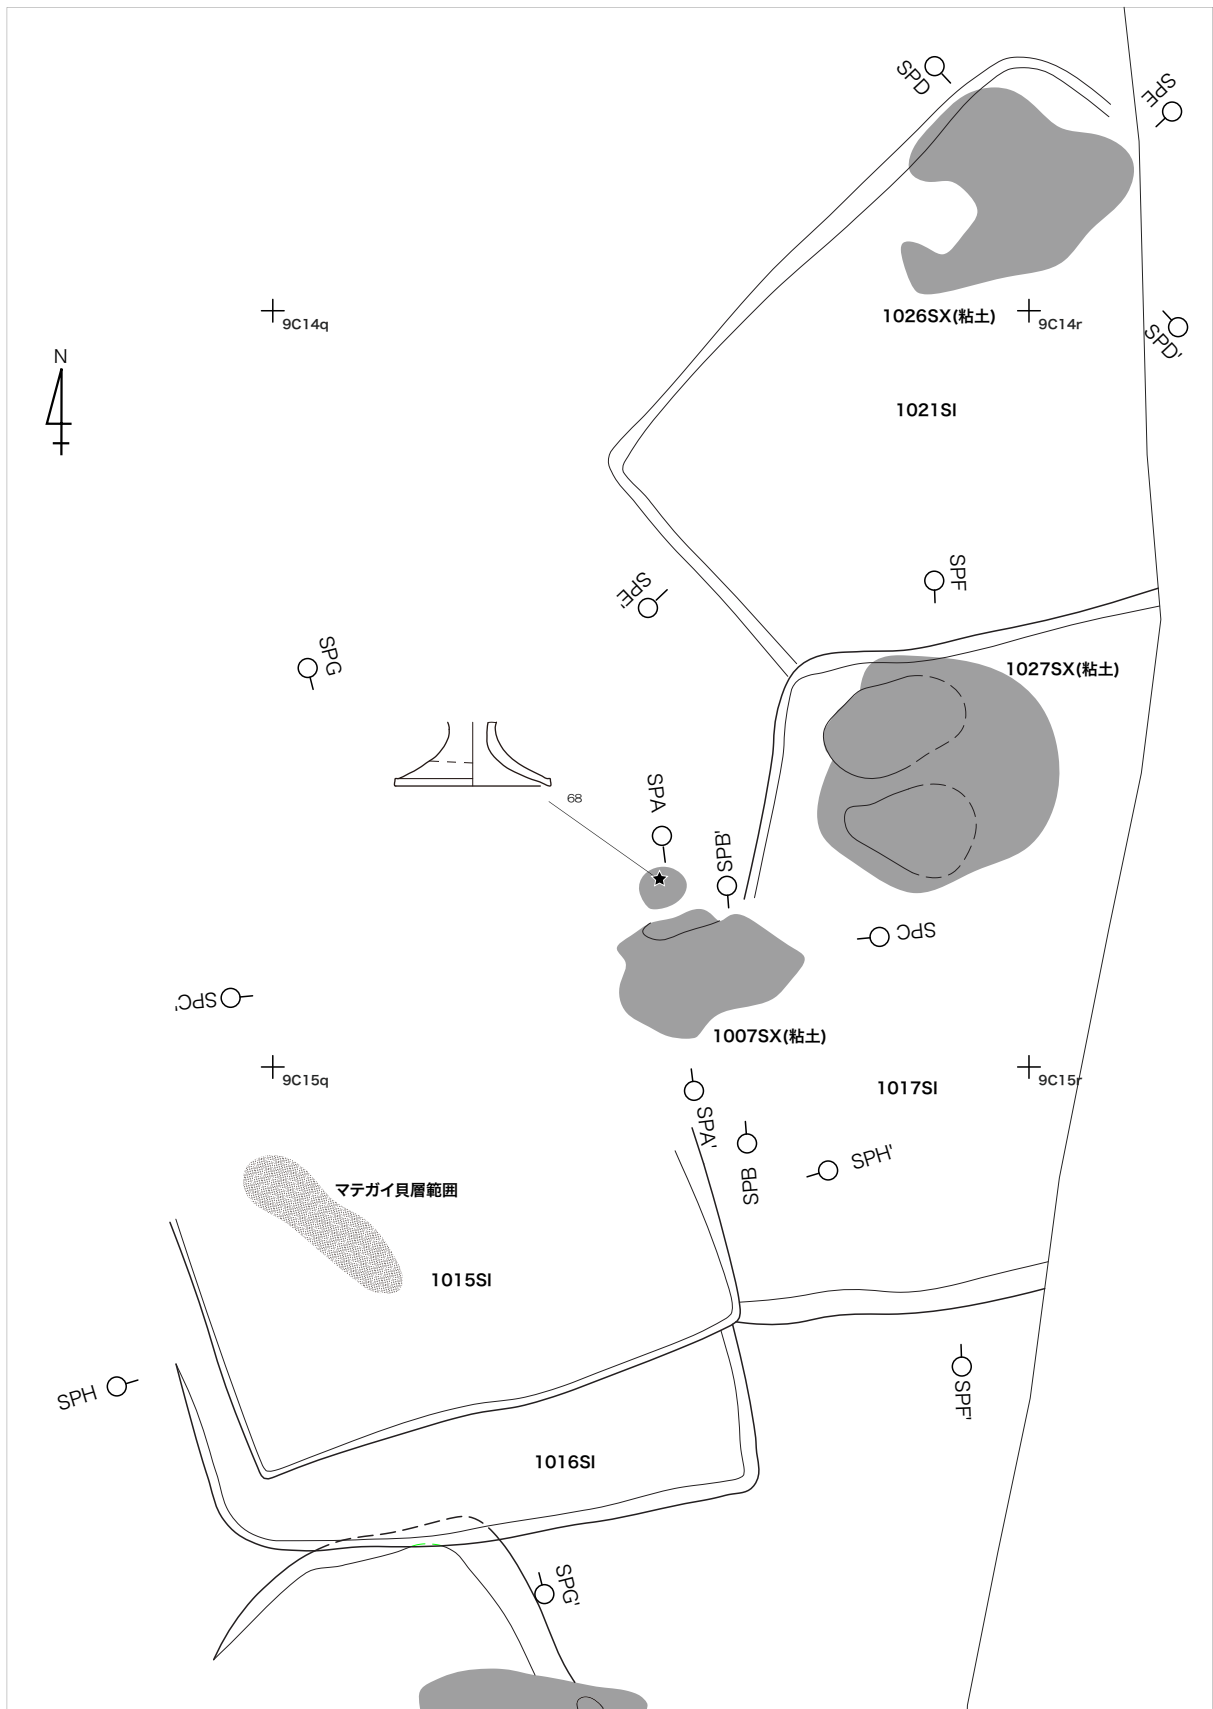 SPD
SPE
9C14q
1026SX(粘土)
9C14r
SPD'
N
1021SI
SPF
SPE'
SPG
1027SX(粘土)
68
SPA
SPB'
SPC
SPC'
1007SX(粘土)
9C15q
1017SI
9C15r
SPA'
SPB
SPH'
マテガイ貝層範囲
1015SI
SPH
SPF'
1016SI
SPG'